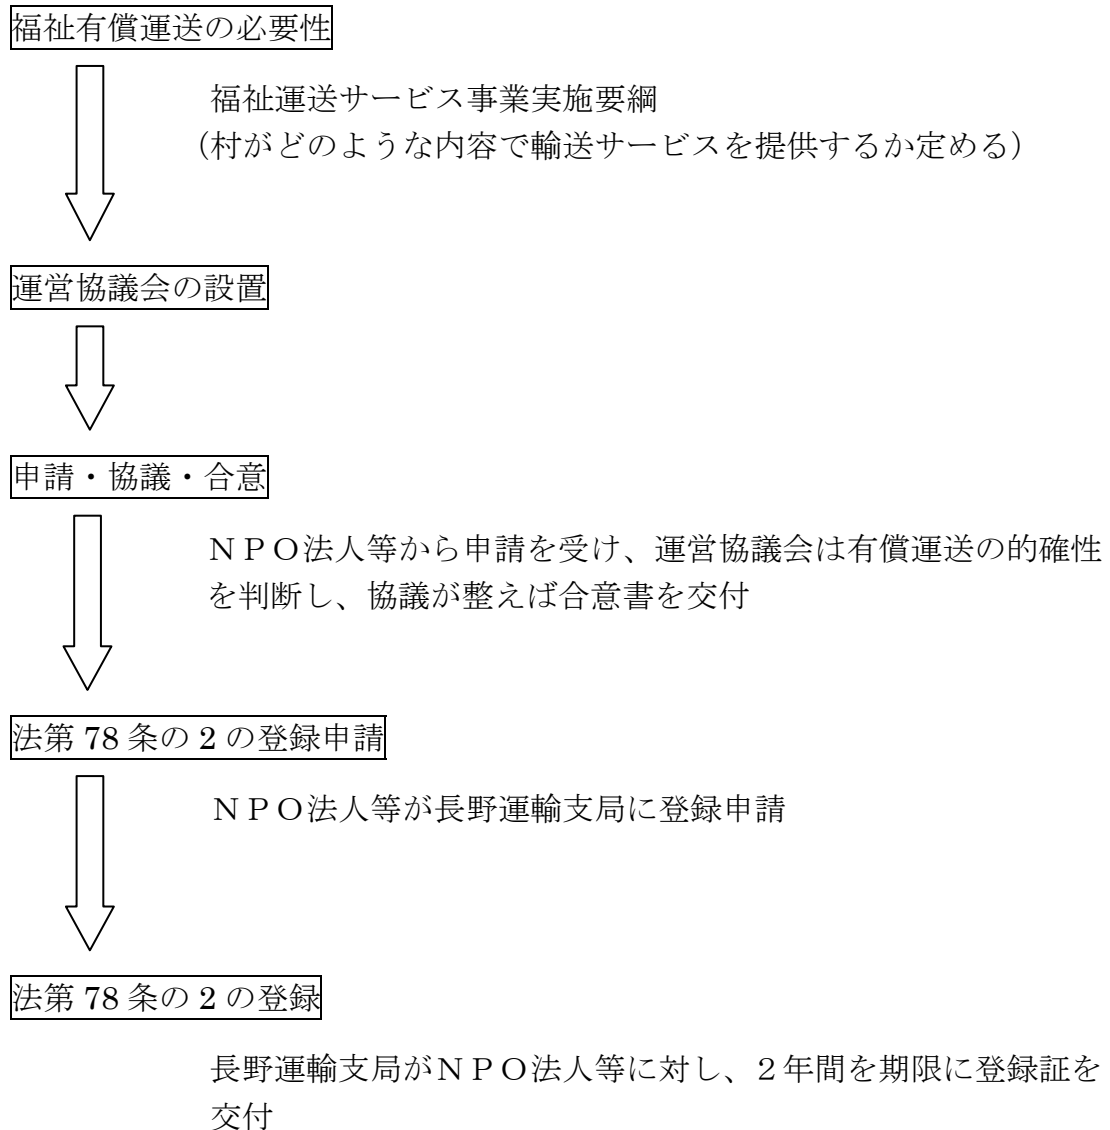 福祉有償運送の必要性
福祉運送サービス事業実施要綱
（村がどのような内容で輸送サービスを提供するか定める）
運営協議会の設置
申請・協議・合意
ＮＰＯ法人等から申請を受け、運営協議会は有償運送の的確性
を判断し、協議が整えば合意書を交付
法第 78 条の 2 の登録申請
ＮＰＯ法人等が長野運輸支局に登録申請
法第 78 条の 2 の登録
長野運輸支局がＮＰＯ法人等に対し、２年間を期限に登録証を
交付